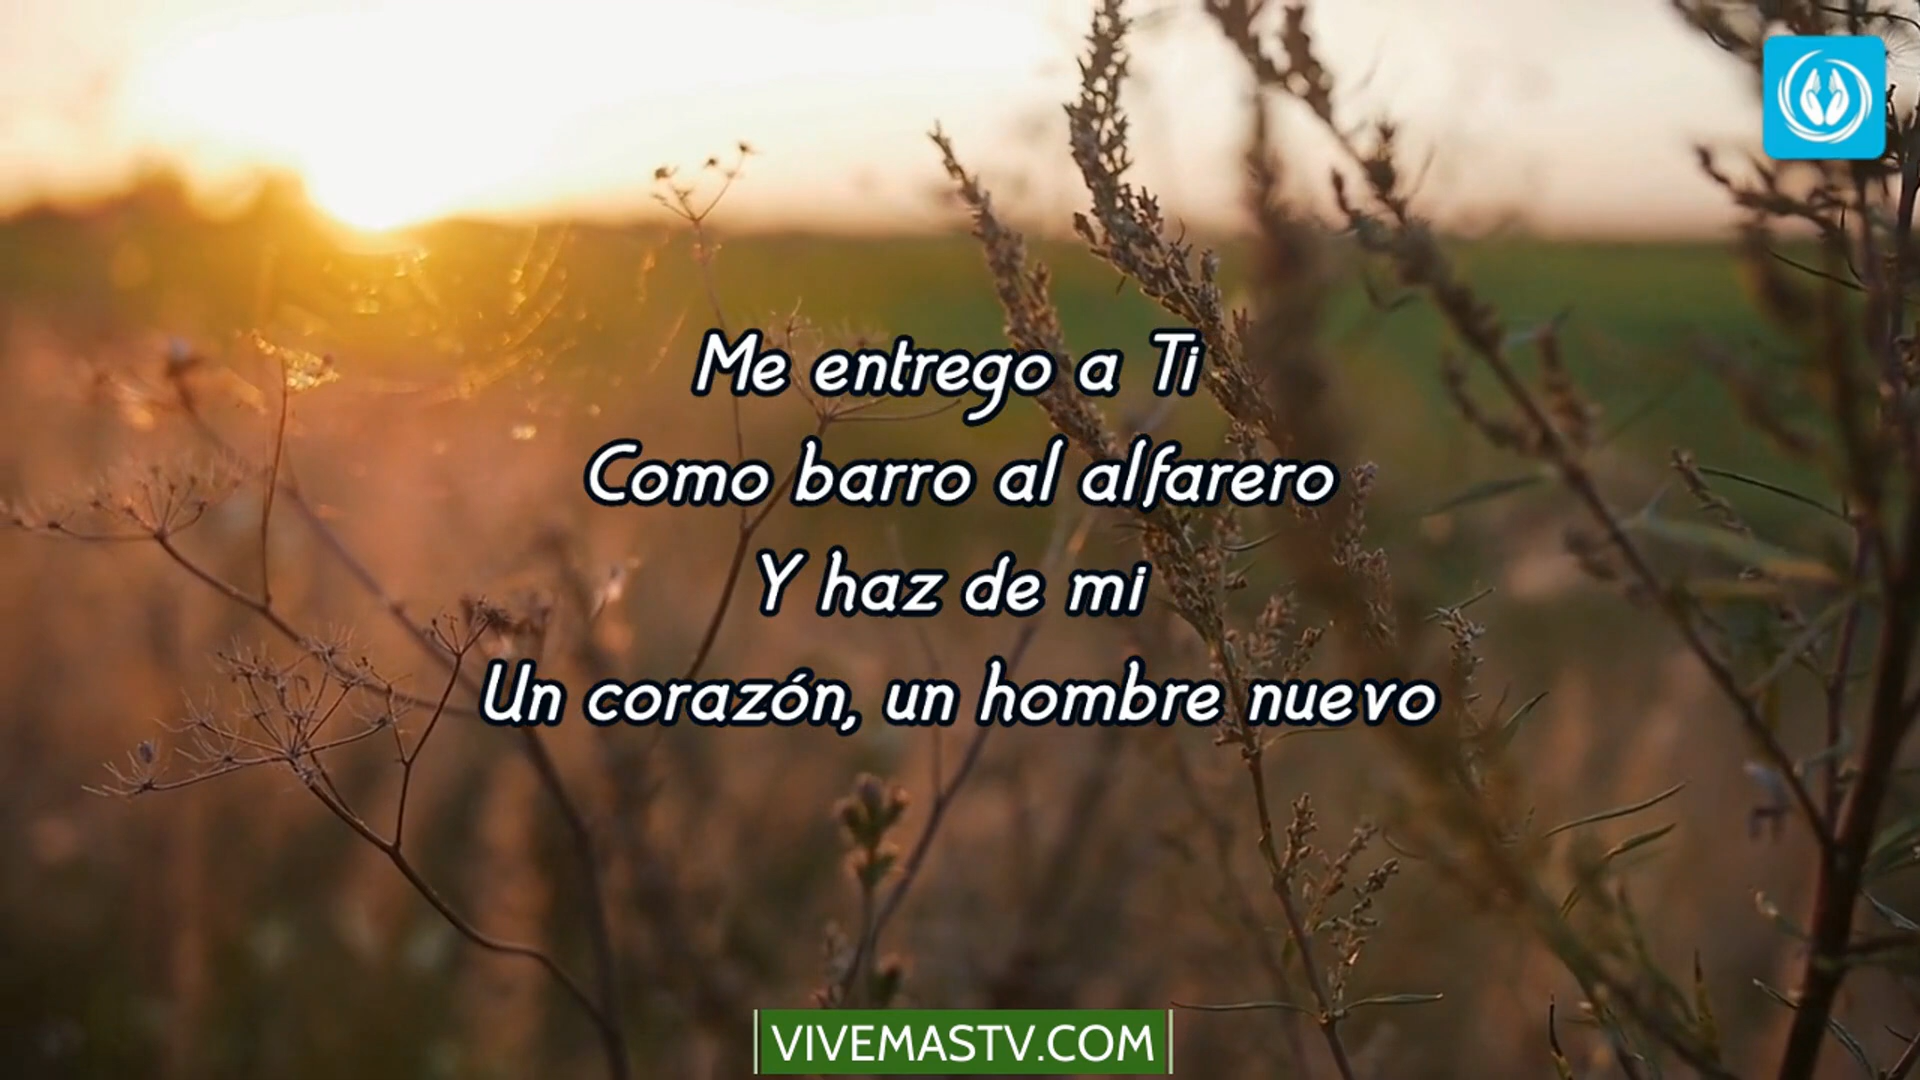 Me entrego a Ti
Como barro al alfarero
Y haz de mi
Un corazón, un hombre nuevo
VIVEMASTV.COM